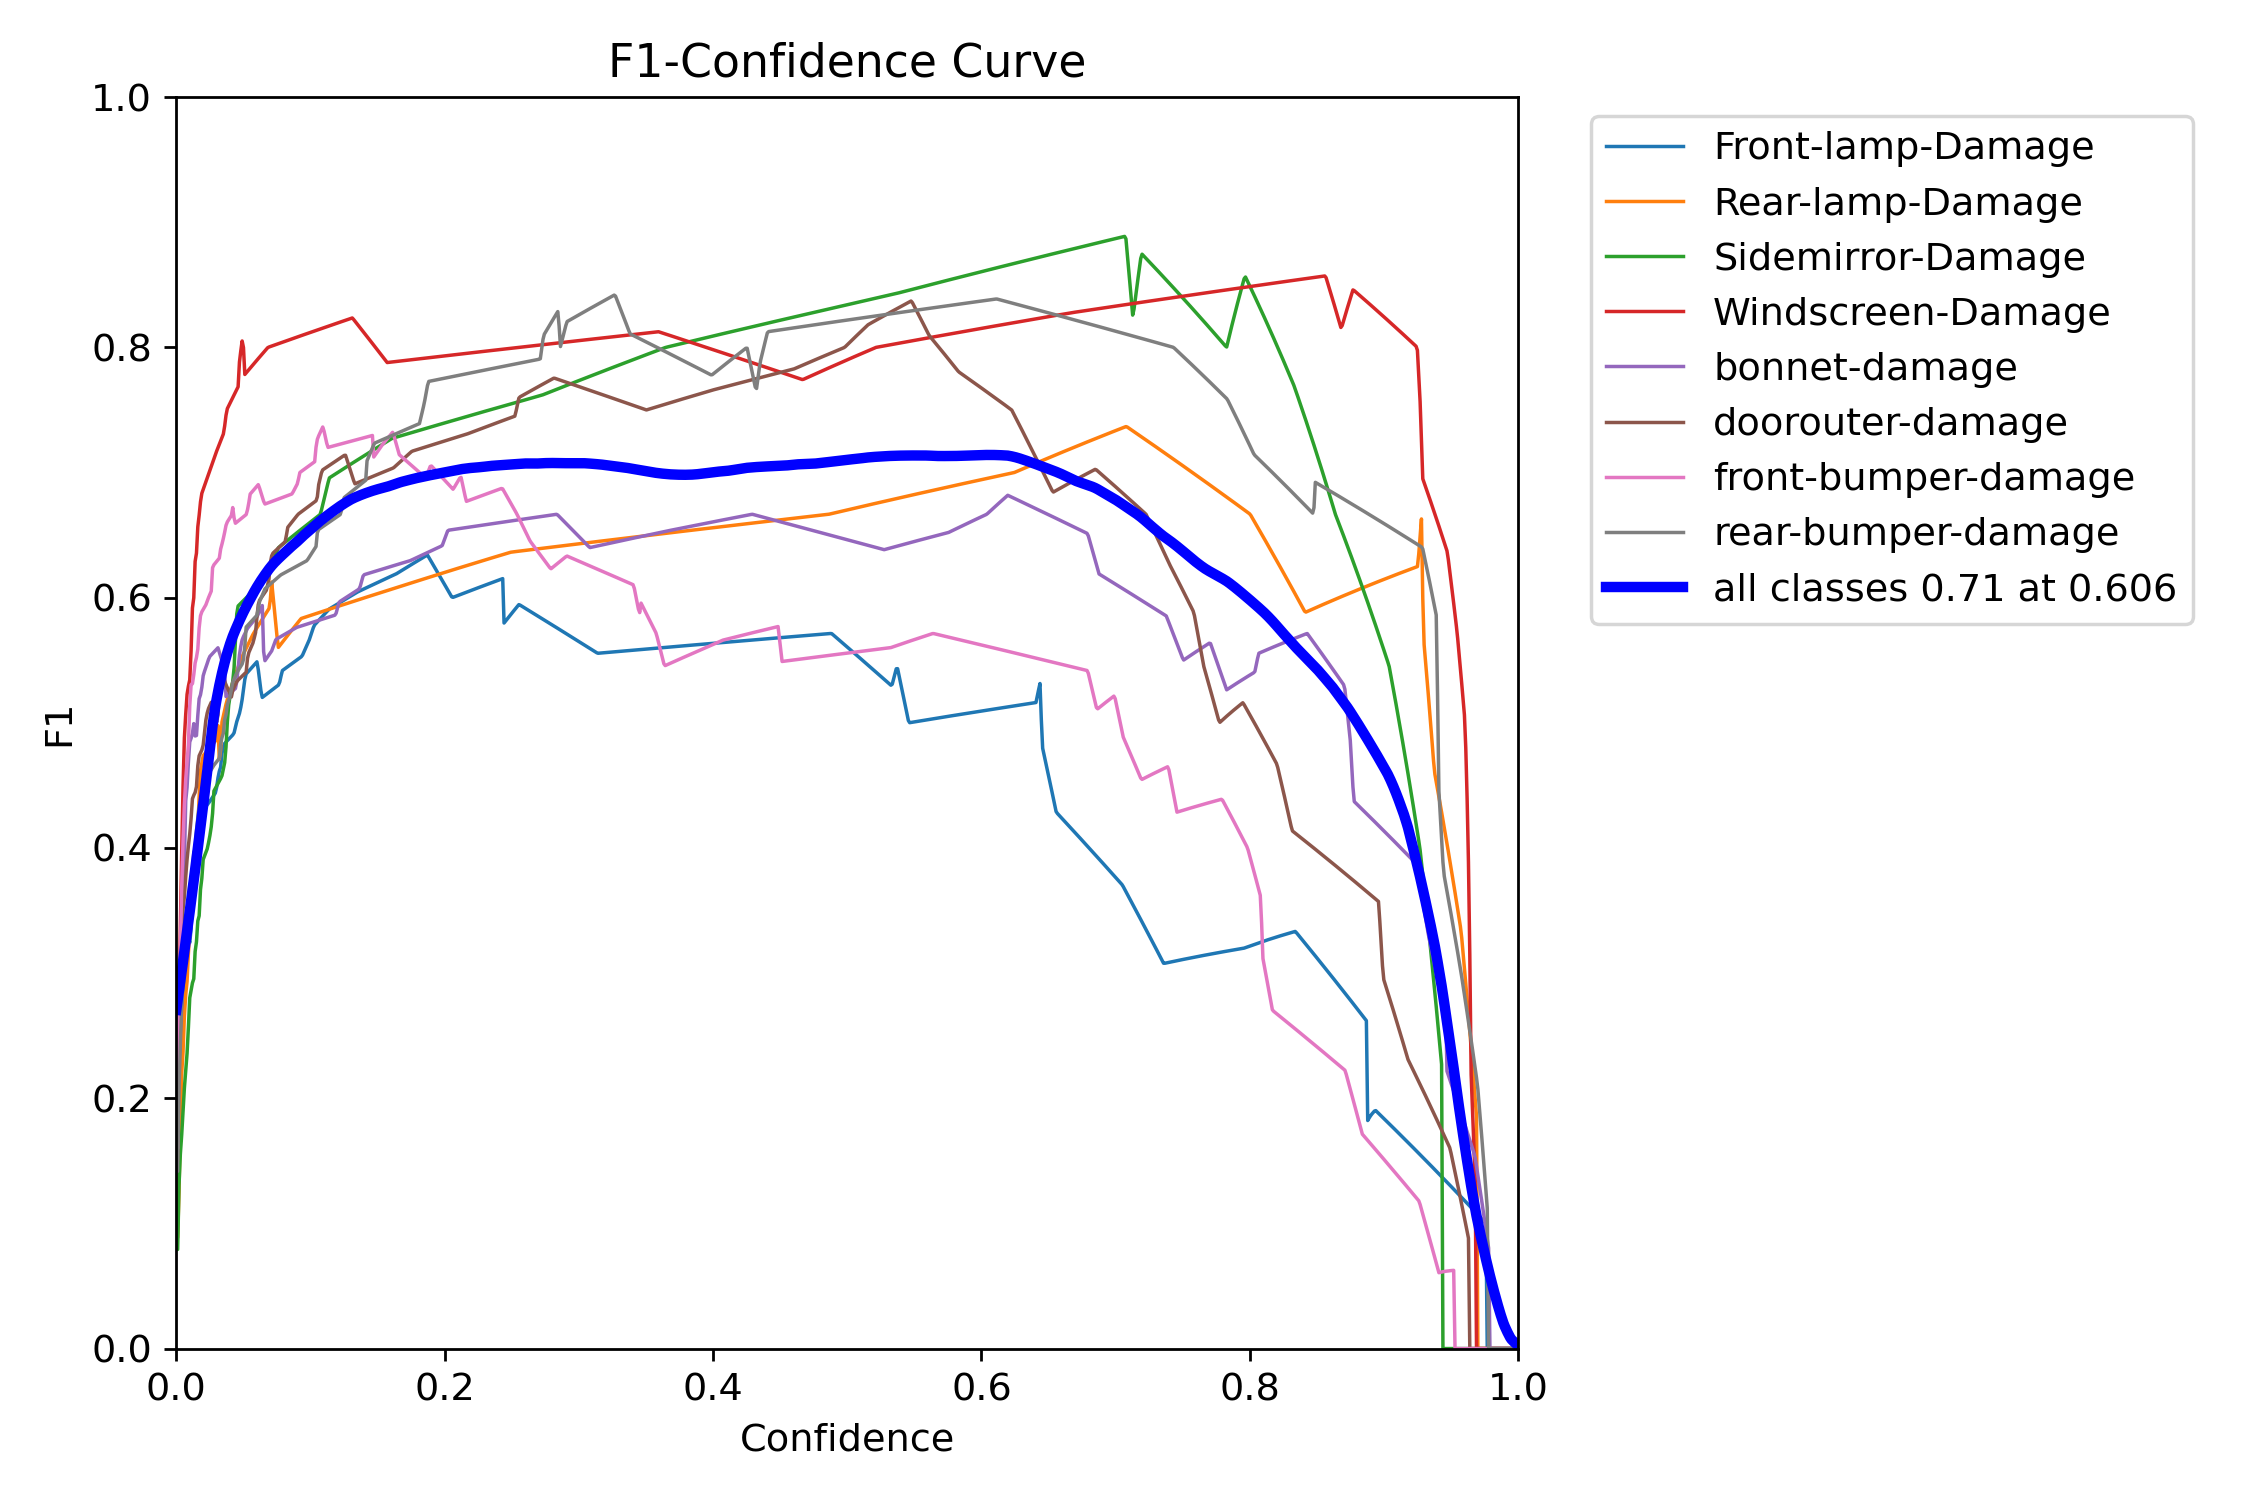 F1-Confidence Curve
1.0
0.8
0.6
0.4
0.2
0.0
F1
0.0 0.2 0.4 0.6 0.8 1.0
Confidence
Front-lamp-Damage
Rear-lamp-Damage
Sidemirror-Damage
Windscreen-Damage
bonnet-damage
doorouter-damage
front-bumper-damage
rear-bumper-damage
all classes 0.71 at 0.606